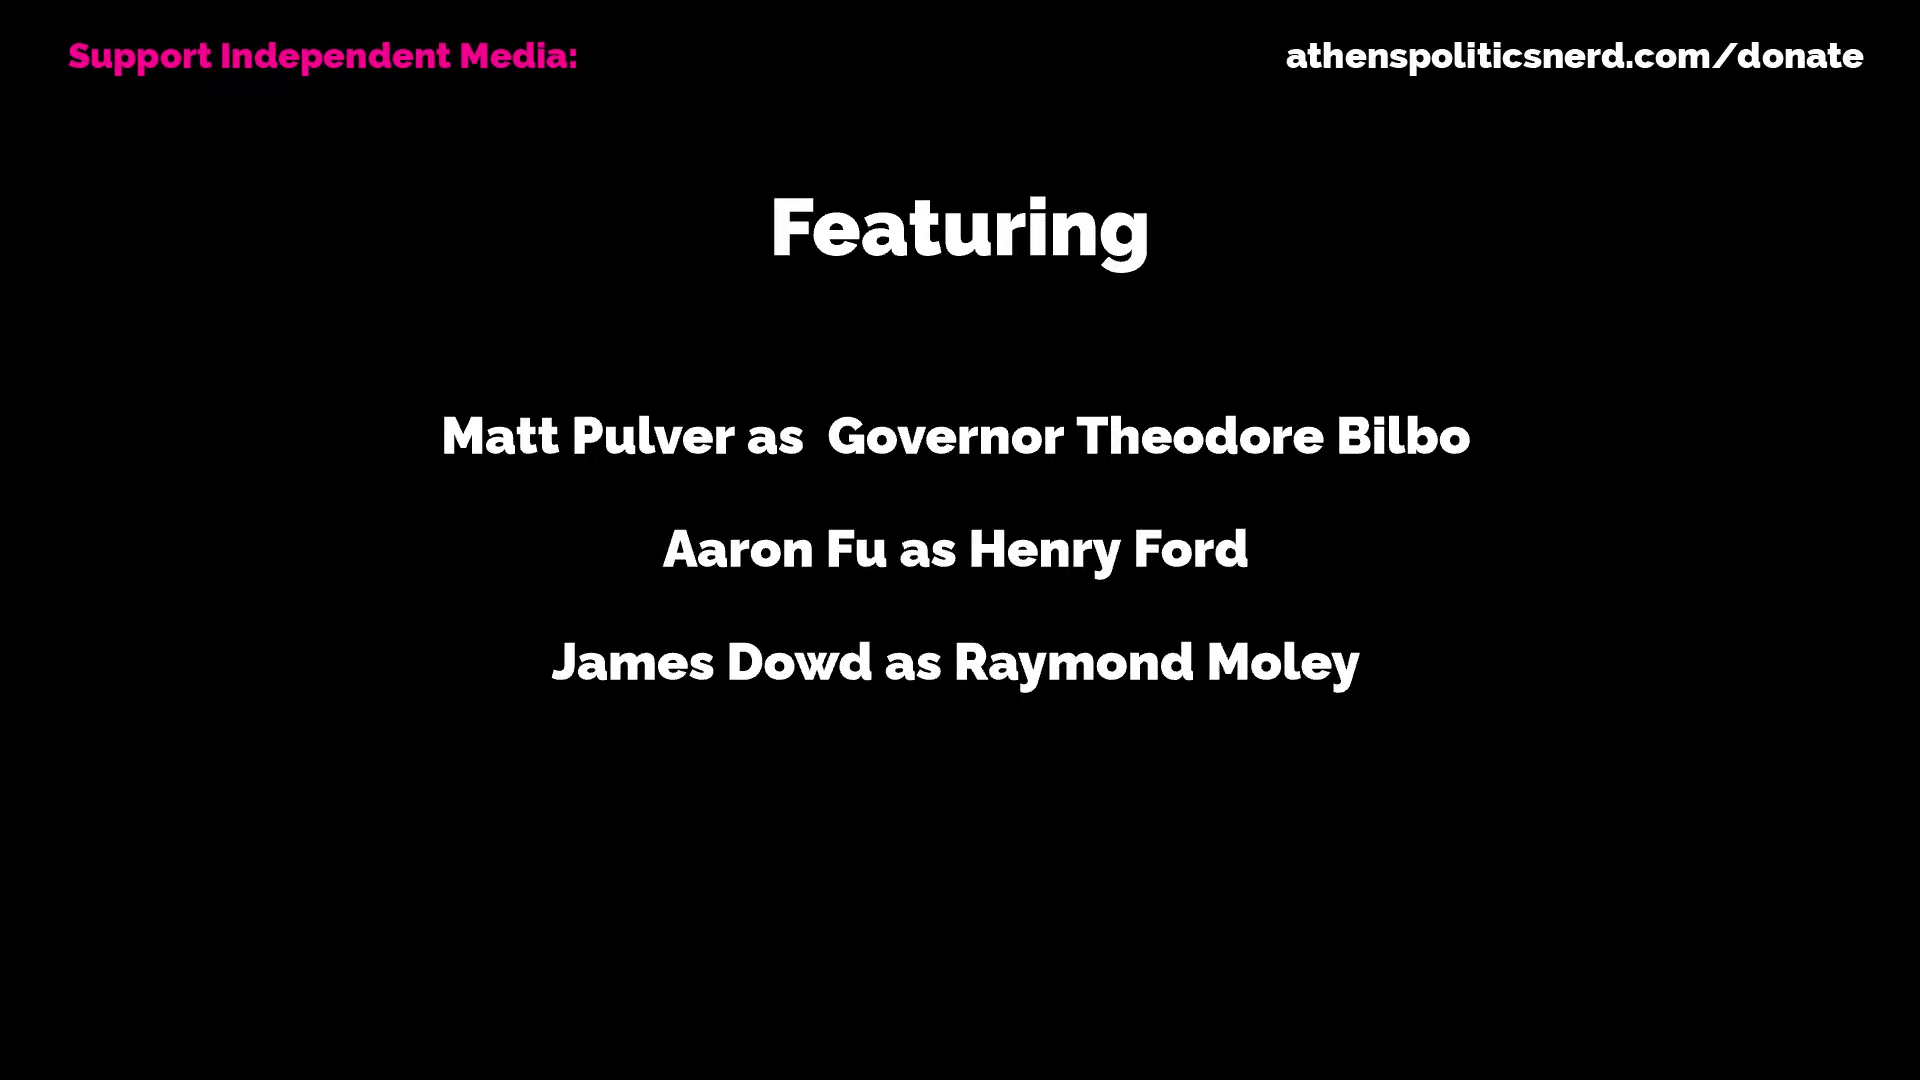 Support Independent Media:
athenspoliticsnerd.com/donate
Featuring
Matt Pulver as  Governor Theodore Bilbo
Aaron Fu as Henry Ford
James Dowd as Raymond Moley